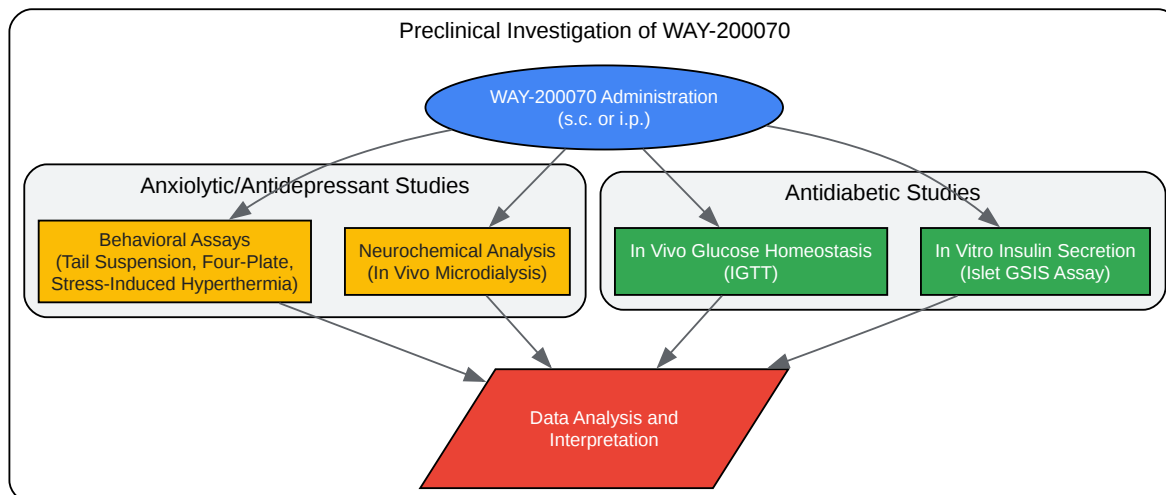 Preclinical Investigation of WAY-200070
WAY-200070 Administration
(s.c. or i.p.)
Anxiolytic/Antidepressant Studies
Behavioral Assays
(Tail Suspension, Four-Plate,
Stress-Induced Hyperthermia)
Neurochemical Analysis
(In Vivo Microdialysis)
Antidiabetic Studies
In Vivo Glucose Homeostasis
(IGTT)
In Vitro Insulin Secretion
(Islet GSIS Assay)
Data Analysis and
Interpretation